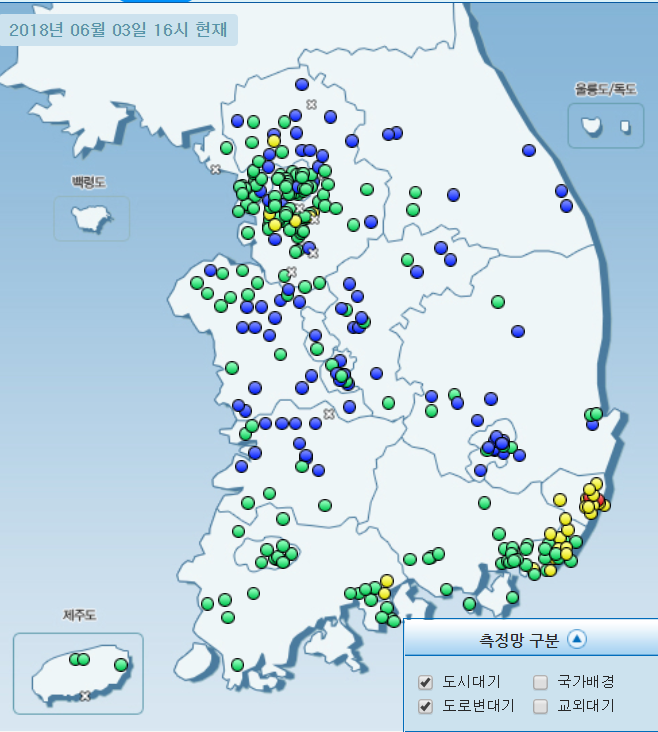 2018년 06월 03일 16시 현재
울릉도/독도
백령도
제주도
측정망 구분
도시대기 국가배경
도로변대기 교외대기